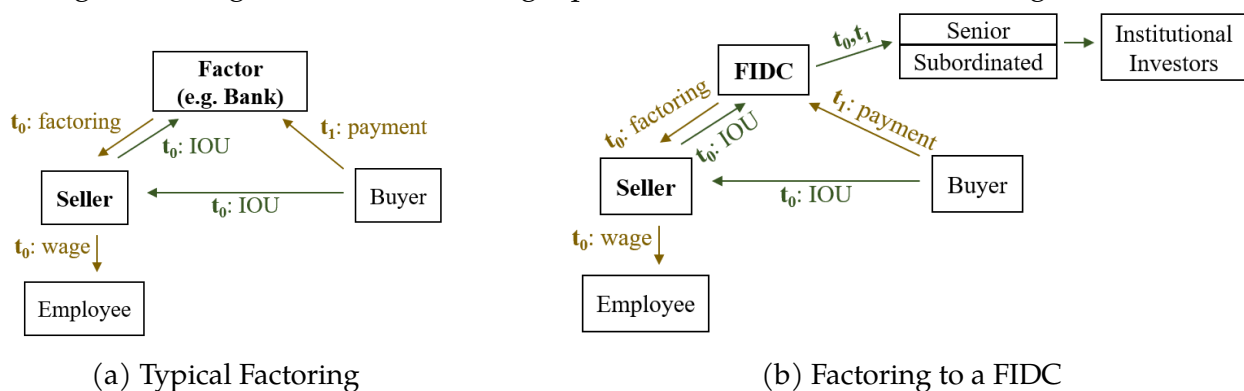 Factor
(e.g. Bank)
t0: factoring
t0: IOU
t1: payment
Seller
Buyer
t0: IOU
t0: wage
Employee
(a) Typical Factoring
FIDC
t0,t1
Senior
Subordinated
Institutional
Investors
t0: factoring
t0: IOU
t1: payment
Seller
Buyer
t0: IOU
t0: wage
Employee
(b) Factoring to a FIDC